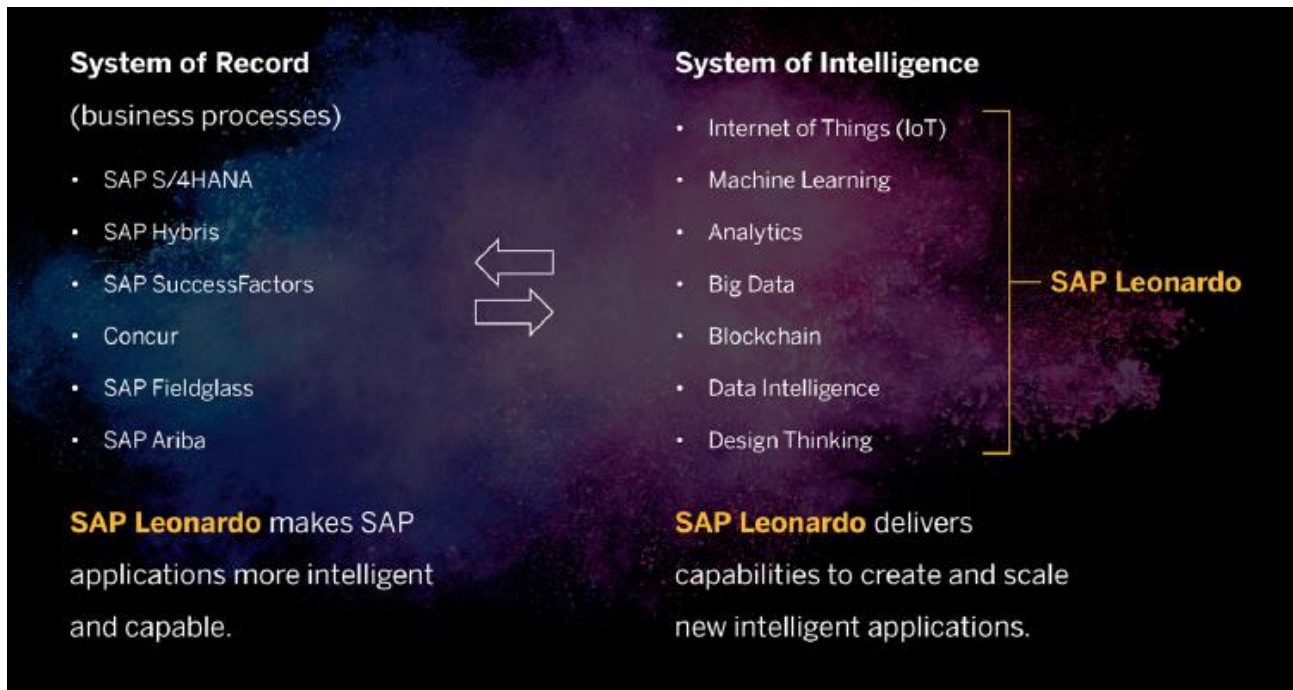 System of Record
(business processes)
• SAP S/4HANA
• SAP Hybris
• SAP SuccessFactors
• Concur
• SAP Fieldglass
• SAP Ariba
SAP Leonardo makes SAP
applications more intelligent
and capable.
System of Intelligence
• Internet of Things (IoT)
• Machine Learning
• Analytics
• Big Data
• Blockchain
• Data Intelligence
• Design Thinking
SAP Leonardo
SAP Leonardo delivers
capabilities to create and scale
new intelligent applications.